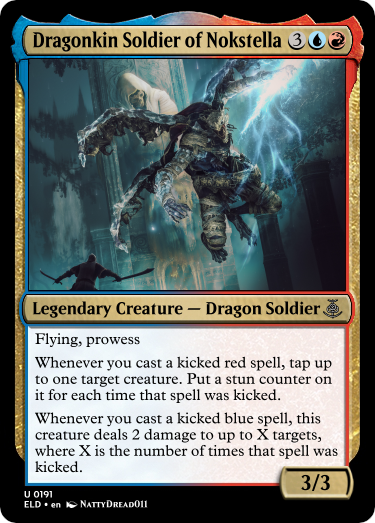 Dragonkin Soldier of Nokstella 3
Legendary Creature — Dragon Soldier
Flying, prowess
Whenever you cast a kicked red spell, tap up
to one target creature. Put a stun counter on
it for each time that spell was kicked.
Whenever you cast a kicked blue spell, this
creature deals 2 damage to up to X targets,
where X is the number of times that spell was
kicked.
3/3
U 0191
ELD • en NattyDread011